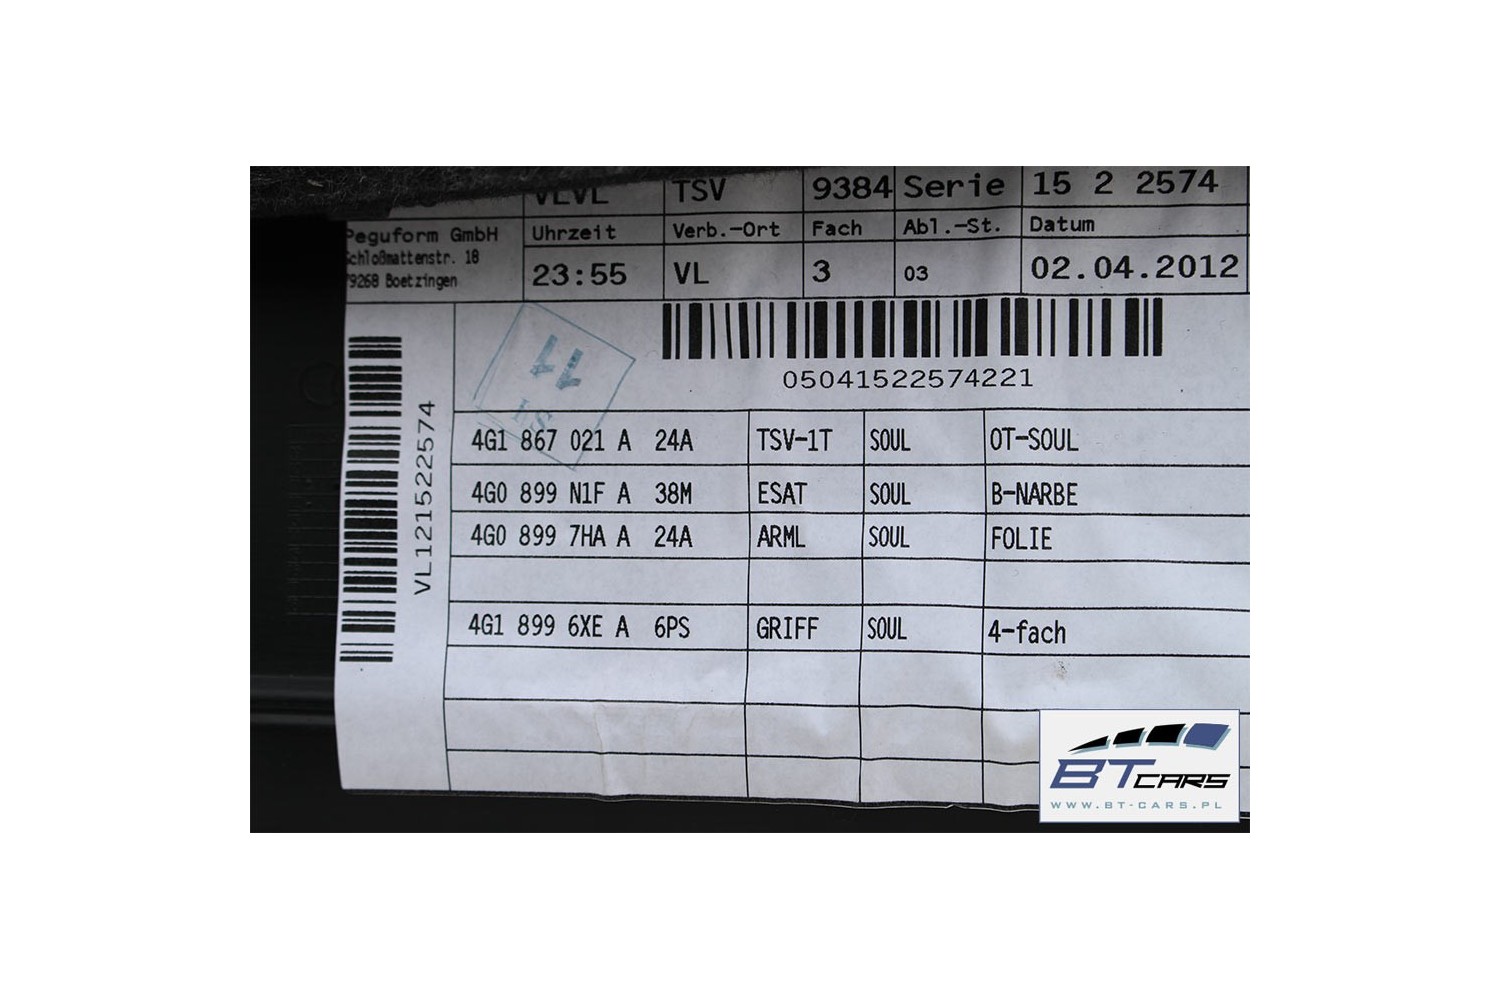 VLVL TSV 9384 Serie 15 2 2574
Peguform GmbH Uhrzeit Verb.-Ort Fach Abl.-St. Datum
Schloßmattenstr. 18
79268 Boetzingen 23:55 VL 3 03 02.04.2012
11
05041522574221
VL121522574
4G1 867 021 A 24A TSV-1T SOUL OT-SOUL
4G0 899 N1F A 38M ESAT SOUL B-NARBE
4G0 899 7HA A 24A ARML SOUL FOLIE
4G1 899 6XE A 6PS GRIFF SOUL 4-fach
BT CARS
WWW.BT-CARS.PL